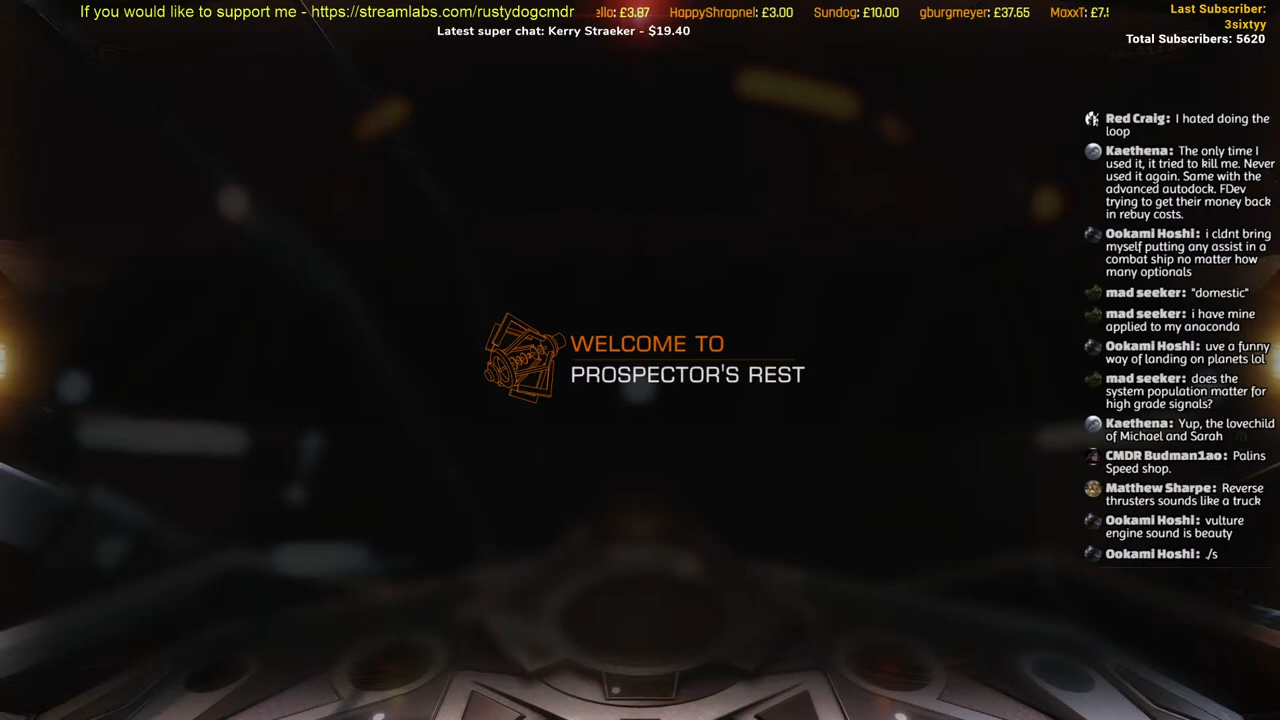 If you would like to support me - https://streamlabs.com/rustydogcmdr
HappyShrapnel: £3.00 Sundog: £10.00 gburgmeyer: £37.65 MaxxT:
Latest super chat: Kerry Straeker - $19.40
Last Subscriber:
3sixtyy
Total Subscribers: 5620
WELCOME TO
PROSPECTOR'S REST
Red Craig: I hated doing the
loop
Kaethena: The only time I
used it, it tried to kill me. Never
used it again. Same with the
advanced autodock. FDev
trying to get their money back
in rebuy costs.
Ookami Hoshi: i cldnt bring
myself putting any assist in a
combat ship no matter how
many optionals
mad seeker: "domestic"
mad seeker: i have mine
applied to my anaconda
Ookami Hoshi: uve a funny
way of landing on planets lol
mad seeker: does the
system population matter for
high grade signals?
Kaethena: Yup, the lovechild
of Michael and Sarah
CMDR Budman1ao: Palins
Speed shop.
Matthew Sharpe: Reverse
thrusters sounds like a truck
Ookami Hoshi: vulture
engine sound is beauty
Ookami Hoshi: ./s